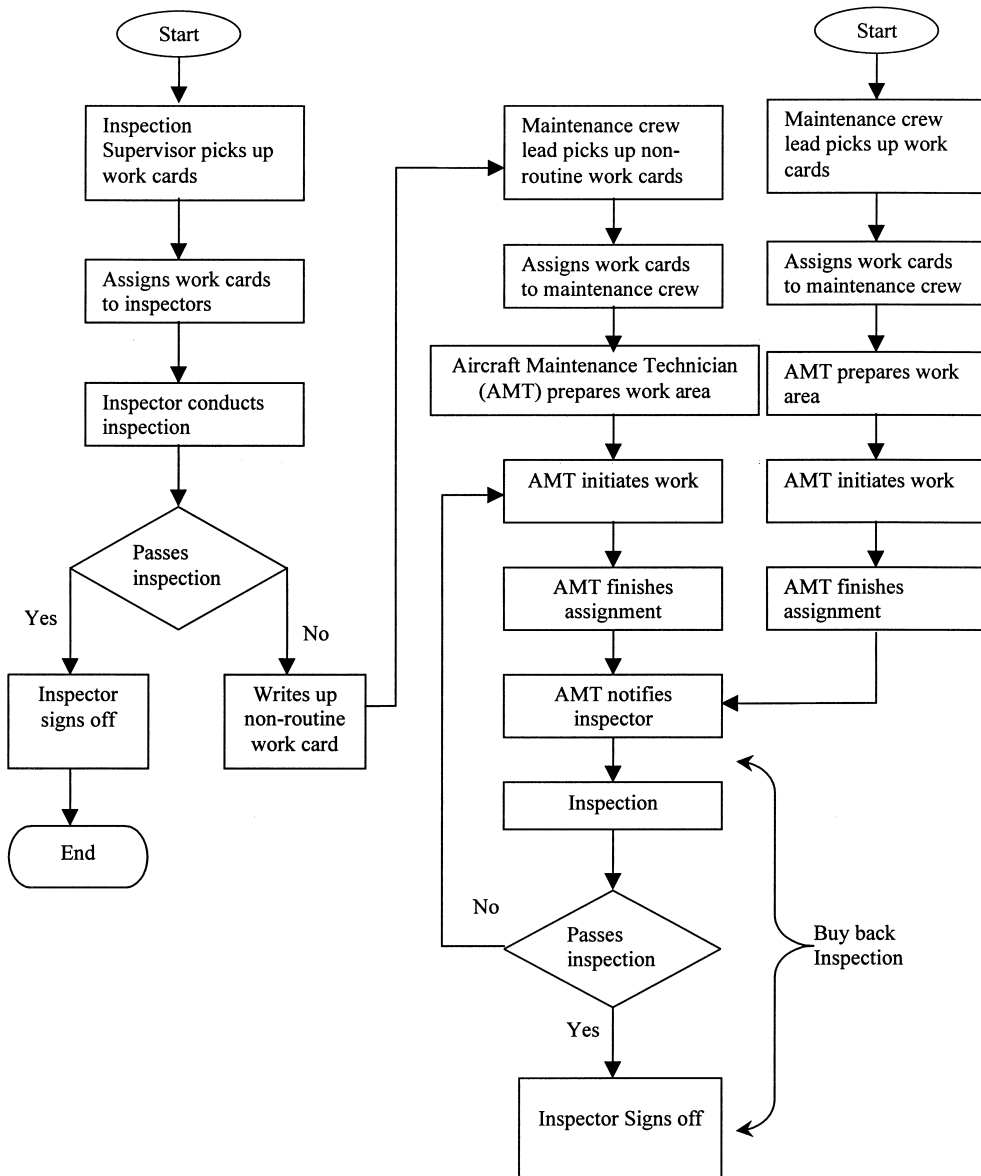 Start
Inspection
Supervisor picks up
work cards
Assigns work cards
to inspectors
Inspector conducts
inspection
Passes
inspection
Yes
No
Inspector
signs off
Writes up
non-routine
work card
End
Maintenance crew
lead picks up non-
routine work cards
Assigns work cards
to maintenance crew
Aircraft Maintenance Technician
(AMT) prepares work area
AMT initiates work
AMT finishes
assignment
AMT notifies
inspector
Inspection
No
Passes
inspection
Yes
Inspector Signs off
Start
Maintenance crew
lead picks up work
cards
Assigns work cards
to maintenance crew
AMT prepares work
area
AMT initiates work
AMT finishes
assignment
Buy back
Inspection